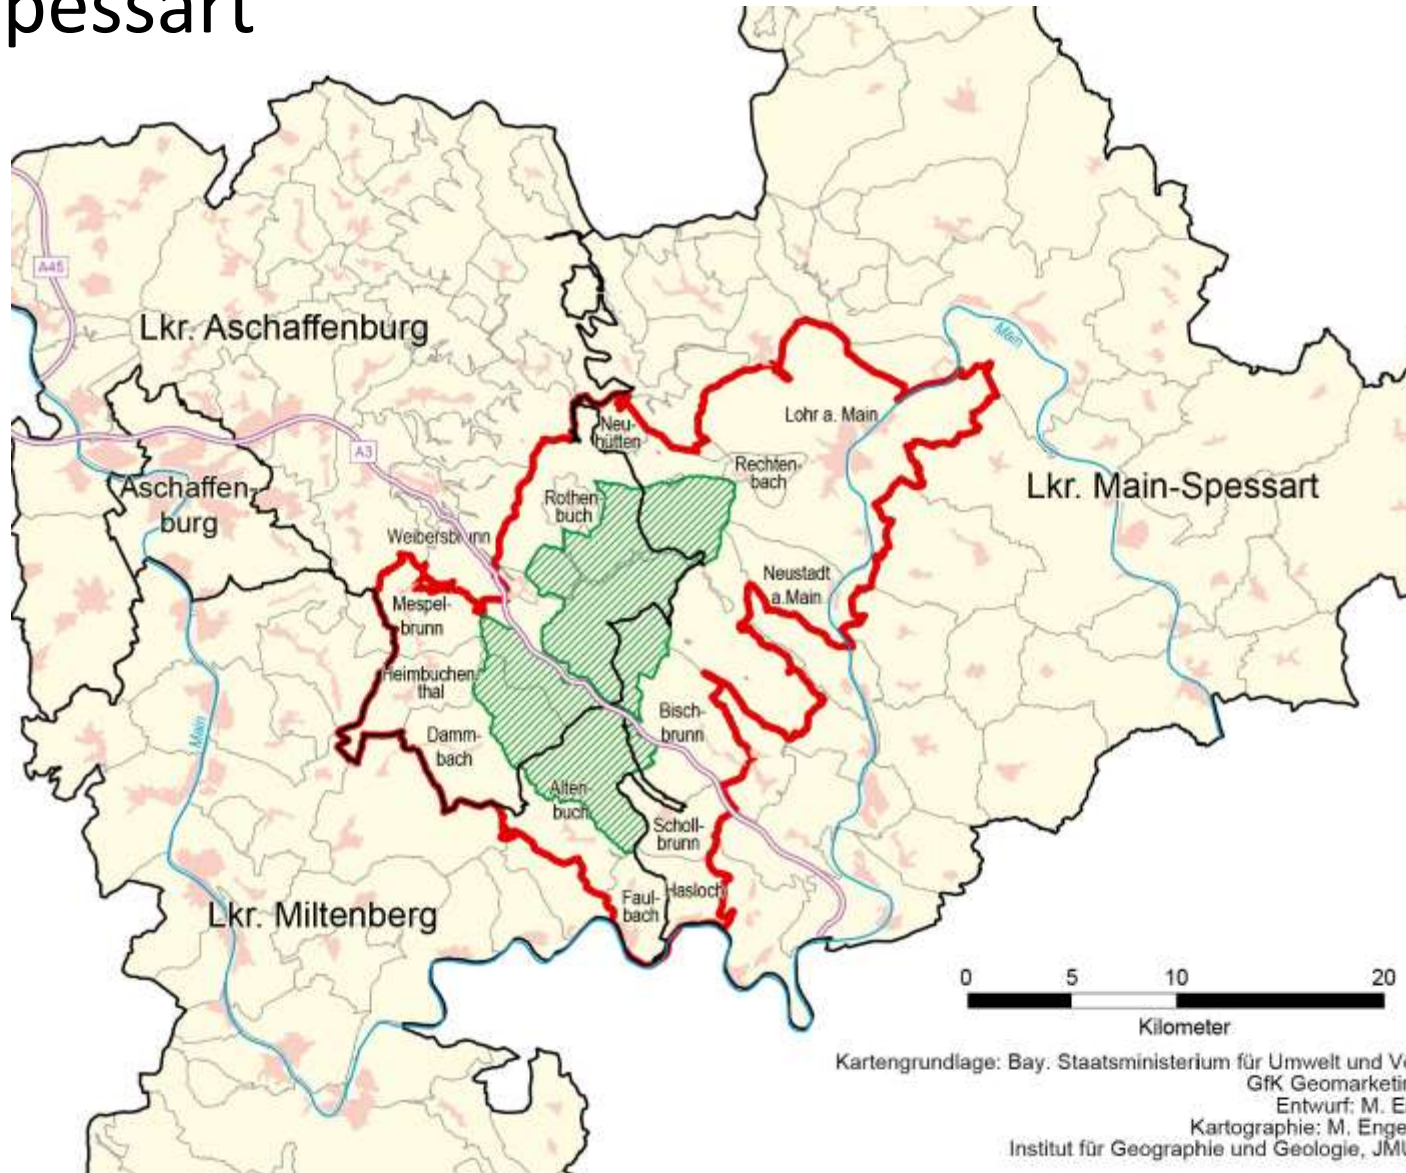 pessart
A45
Lkr. Aschaffenburg
Main
Lohr a. Main
Neu-
hütten
A3
Rechten-
bach
Lkr. Main-Spessart
Aschaffen-
burg
Rothen
buch
Weibersbrunn
Neustadt
a.Main
Mespel-
brunn
Heimbuchen-
thal
Bisch-
brunn
Main
Damm-
bach
Alten-
buch
Scholl-
brunn
Hasloch
Faul-
bach
Lkr. Miltenberg
0 5 10 20
Kilometer
Kartengrundlage: Bay. Staatsministerium für Umwelt und Ve
GfK Geomarketin
Entwurf: M. E
Kartographie: M. Enge
Institut für Geographie und Geologie, JMU